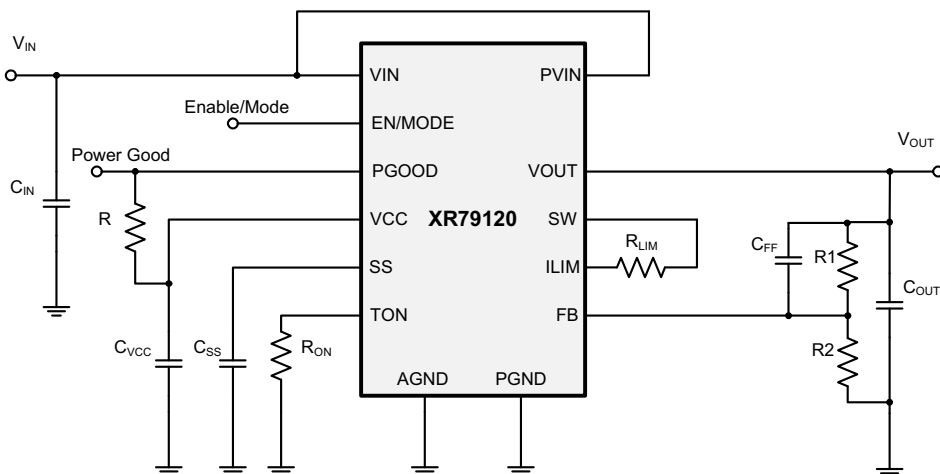 VIN
VIN
PVIN
Enable/Mode
EN/MODE
Power Good
PGOOD
VOUT
VOUT
CIN
R
VCC
XR79120
SW
RLIM
CFF
R1
COUT
SS
ILIM
TON
FB
CVCC
CSS
RON
R2
AGND
PGND